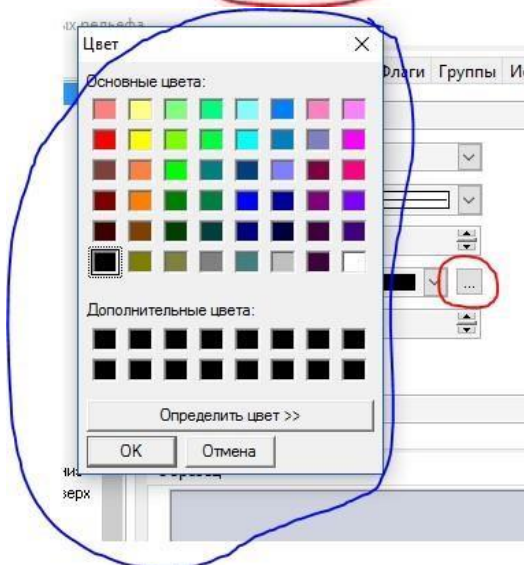 Цвет
Флаги Группы
Основные цвета:
...
Дополнительные цвета:
Определить цвет >>
OK Отмена